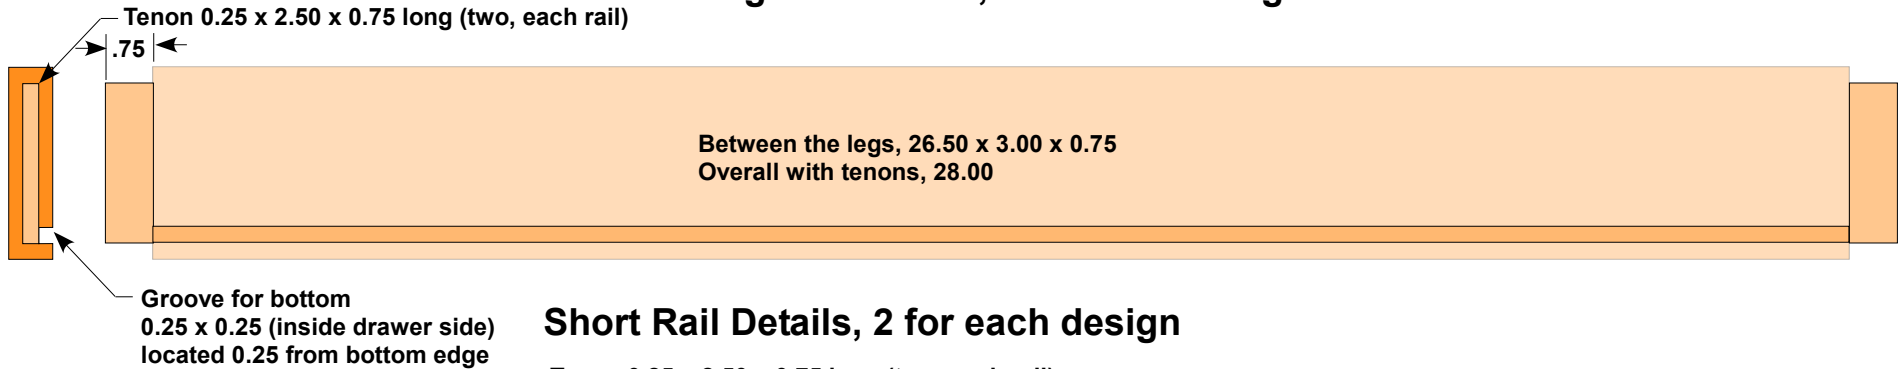 Tenon 0.25 x 2.50 x 0.75 long (two, each rail)
.75
Between the legs, 26.50 x 3.00 x 0.75
Overall with tenons, 28.00
Groove for bottom
0.25 x 0.25 (inside drawer side)
located 0.25 from bottom edge
Short Rail Details, 2 for each design